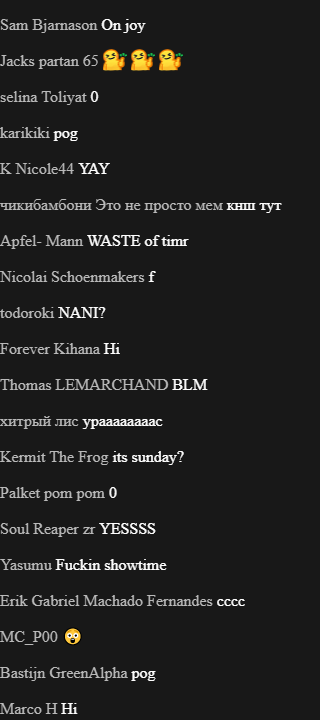 Sam Bjarnason On joy
Jacks partan 65
selina Toliyat 0
karikiki pog
K Nicole44 YAY
чикибамбони Это не просто мем кнш тут
Apfel- Mann WASTE of timr
Nicolai Schoenmakers f
todoroki NANI?
Forever Kihana Hi
Thomas LEMARCHAND BLM
хитрый лис урааааааааас
Kermit The Frog its sunday?
Palket pom pom 0
Soul Reaper zr YESSSS
Yasumu Fuckin showtime
Erik Gabriel Machado Fernandes cccc
MC_P00 😲
Bastijn GreenAlpha pog
Marco H Hi